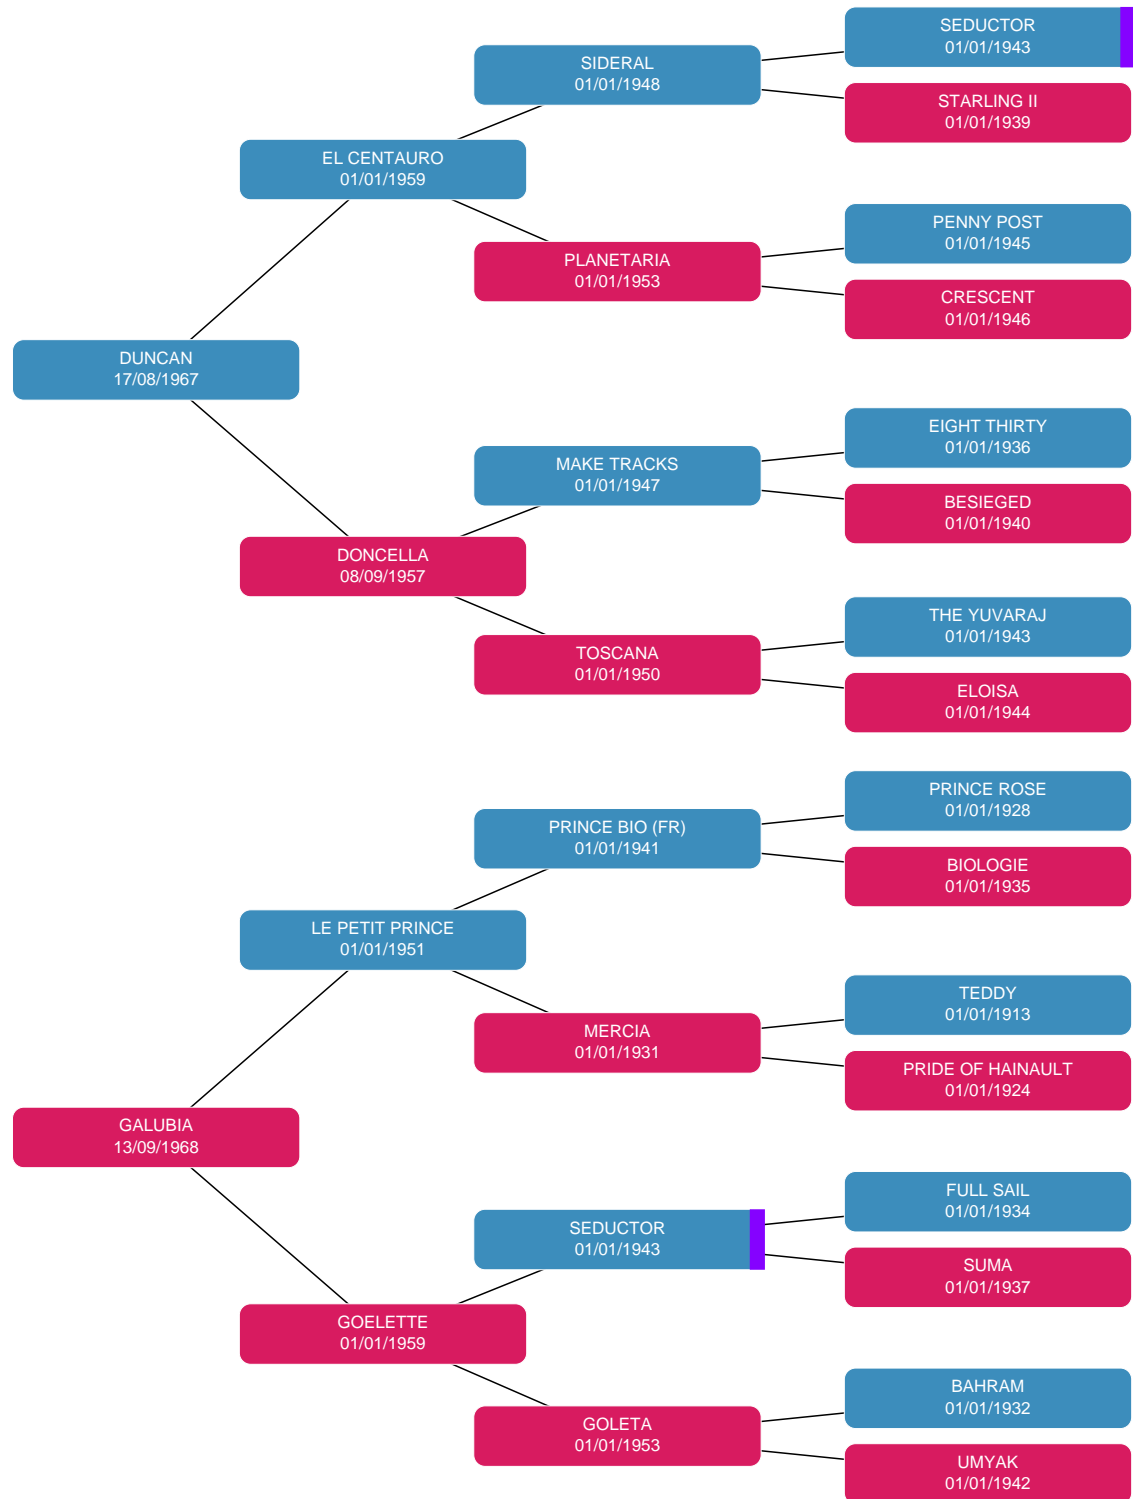 SEDUCTOR
01/01/1943
SIDERAL
01/01/1948
STARLING II
01/01/1939
EL CENTAURO
01/01/1959
PENNY POST
01/01/1945
PLANETARIA
01/01/1953
CRESCENT
01/01/1946
DUNCAN
17/08/1967
EIGHT THIRTY
01/01/1936
MAKE TRACKS
01/01/1947
BESIEGED
01/01/1940
DONCELLA
08/09/1957
THE YUVARAJ
01/01/1943
TOSCANA
01/01/1950
ELOISA
01/01/1944
PRINCE ROSE
01/01/1928
PRINCE BIO (FR)
01/01/1941
BIOLOGIE
01/01/1935
LE PETIT PRINCE
01/01/1951
TEDDY
01/01/1913
MERCIA
01/01/1931
PRIDE OF HAINAULT
01/01/1924
GALUBIA
13/09/1968
FULL SAIL
01/01/1934
SEDUCTOR
01/01/1943
SUMA
01/01/1937
GOELETTE
01/01/1959
BAHRAM
01/01/1932
GOLETA
01/01/1953
UMYAK
01/01/1942